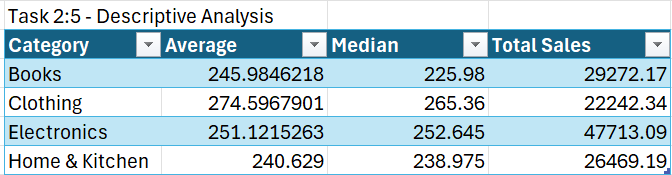 Task 2:5 - Descriptive Analysis
Category Average Median Total Sales
Books 245.9846218 225.98 29272.17
Clothing 274.5967901 265.36 22242.34
Electronics 251.1215263 252.645 47713.09
Home & Kitchen 240.629 238.975 26469.19